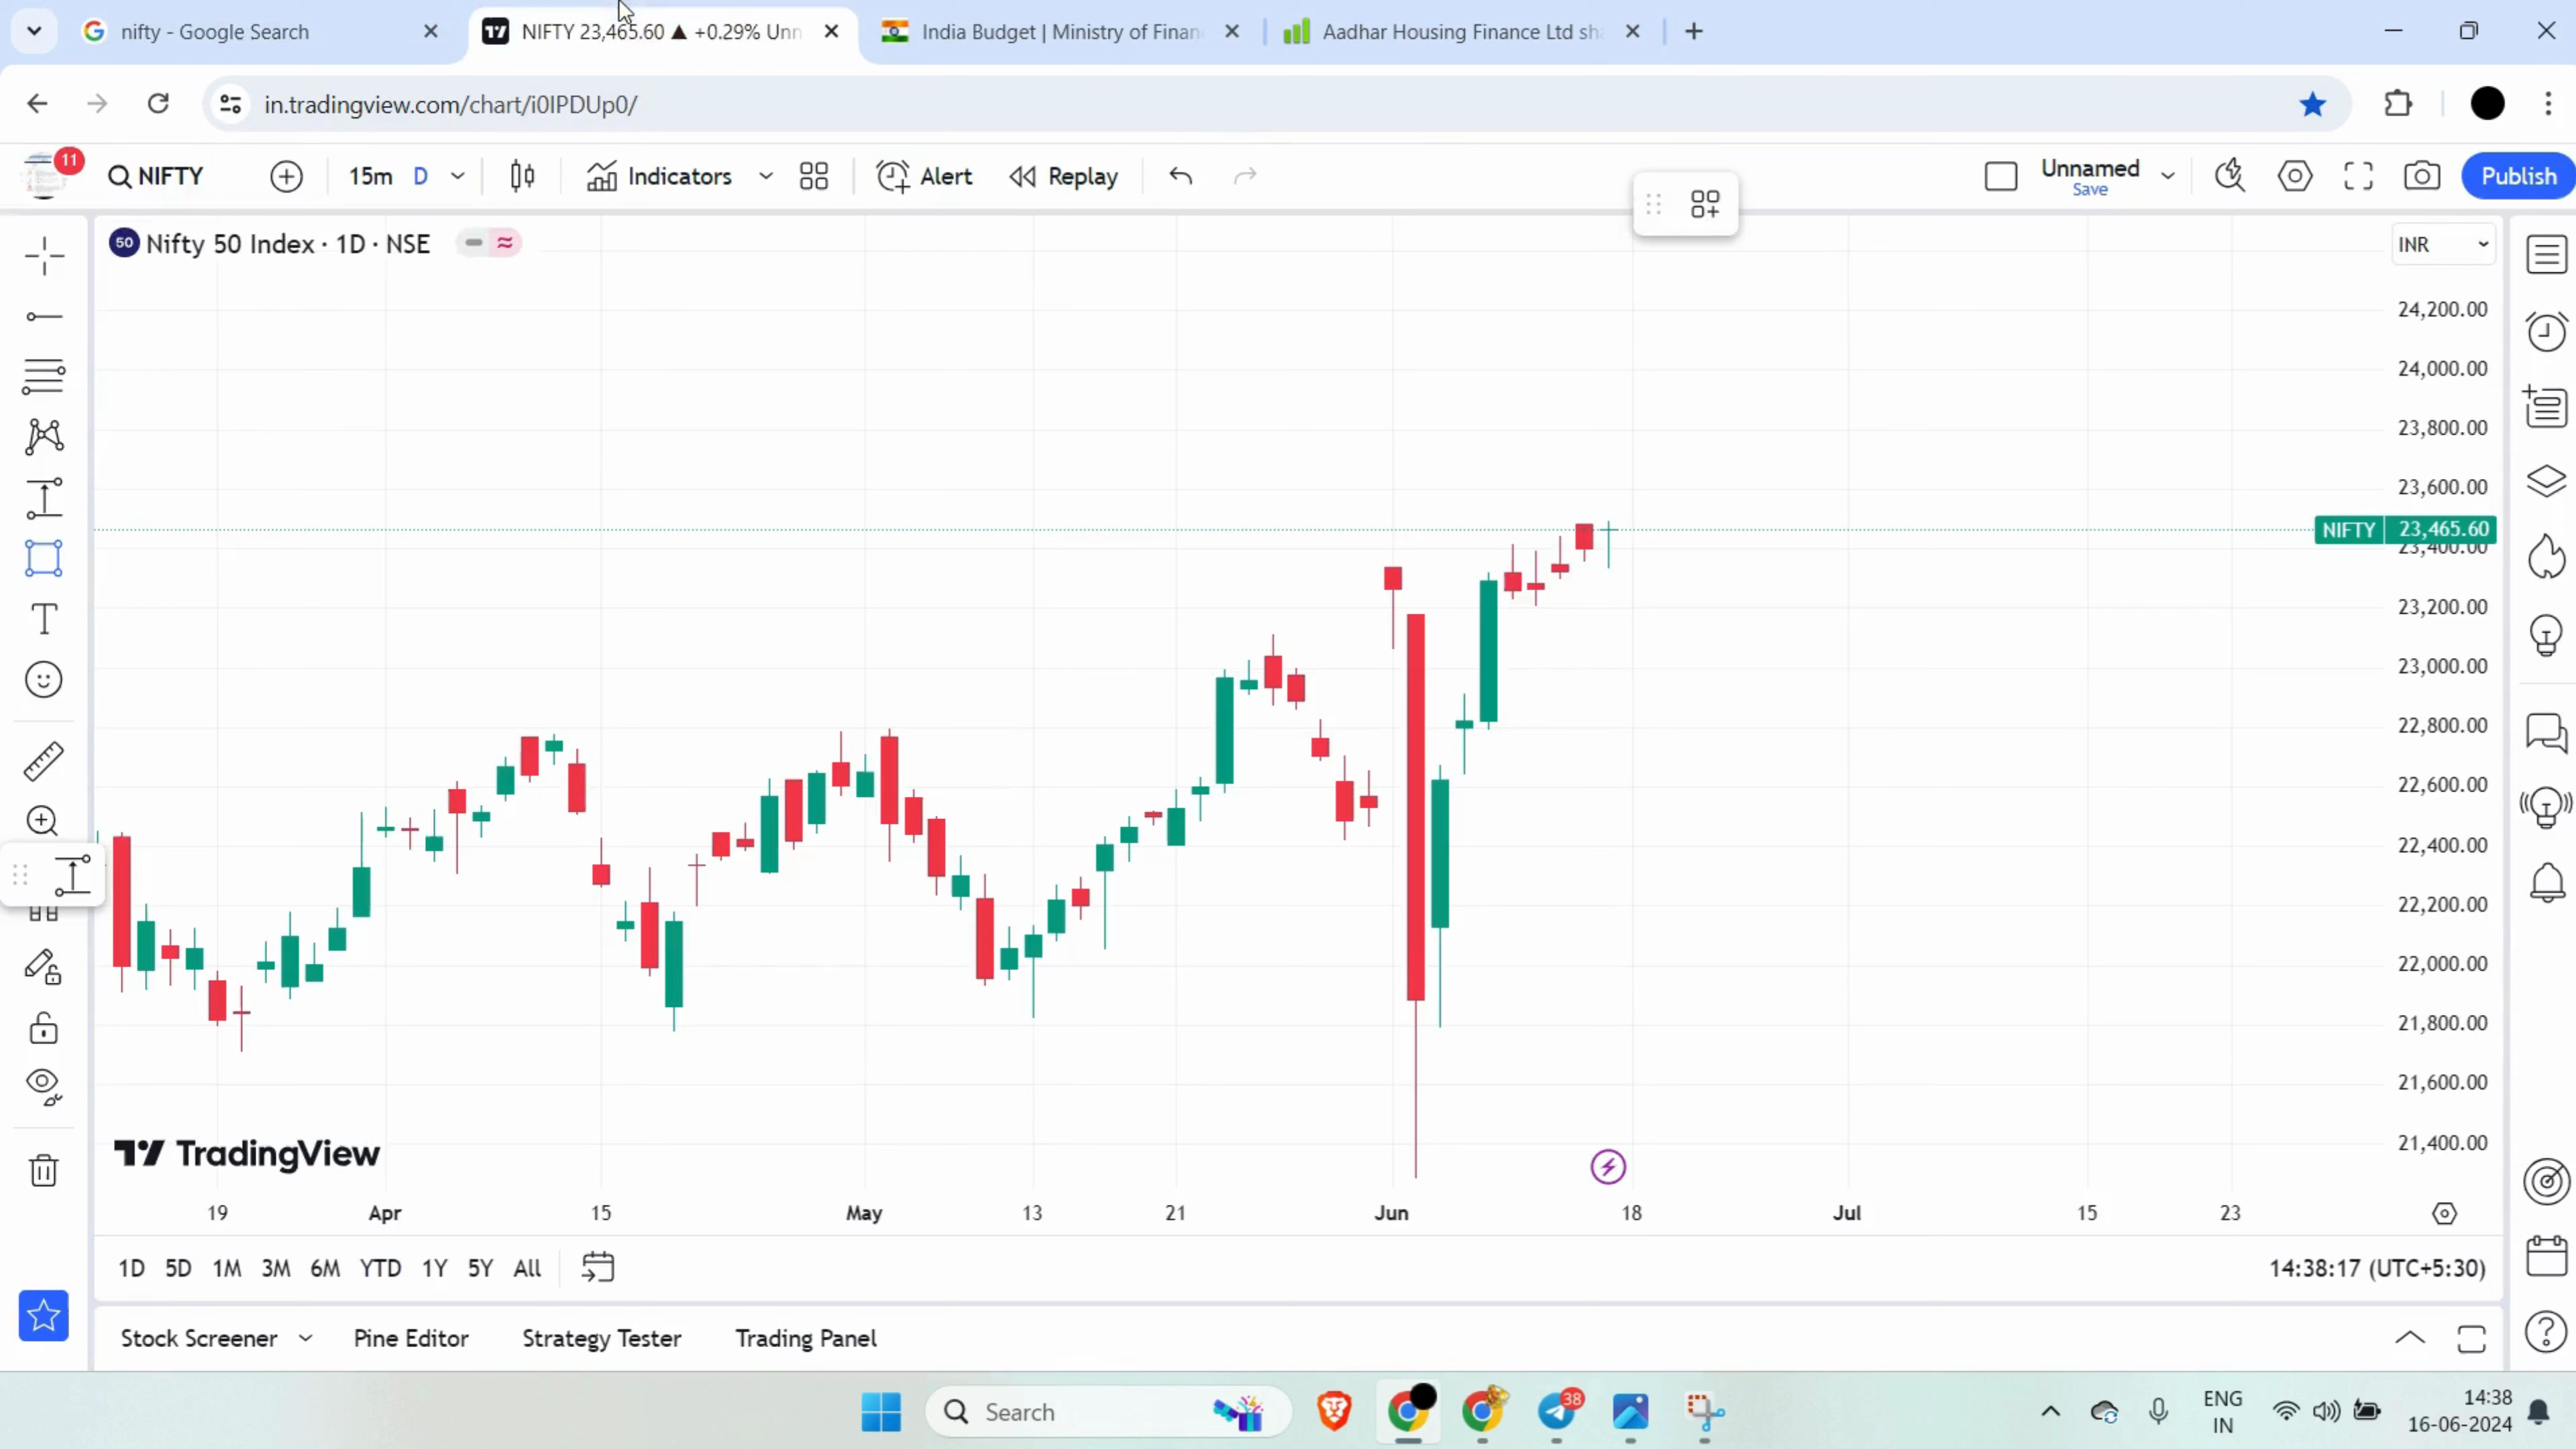 nifty - Google Search
NIFTY 23,465.60 ▲ +0.29% Unn
India Budget | Ministry of Finan
Aadhar Housing Finance Ltd sh
in.tradingview.com/chart/i0IPDUp0/
11
NIFTY
15m
D
Indicators
Alert
Replay
Unnamed
Save
Publish
50
Nifty 50 Index · 1D · NSE
INR
24,200.00
24,000.00
23,800.00
23,600.00
NIFTY 23,465.60
23,400.00
23,200.00
23,000.00
22,800.00
22,600.00
22,400.00
22,200.00
22,000.00
21,800.00
21,600.00
21,400.00
TradingView
19 Apr 15 May 13 21 Jun 18 Jul 15 23
1D 5D 1M 3M 6M YTD 1Y 5Y All
14:38:17 (UTC+5:30)
Stock Screener
Pine Editor
Strategy Tester
Trading Panel
Search
38
ENG
IN
14:38
16-06-2024